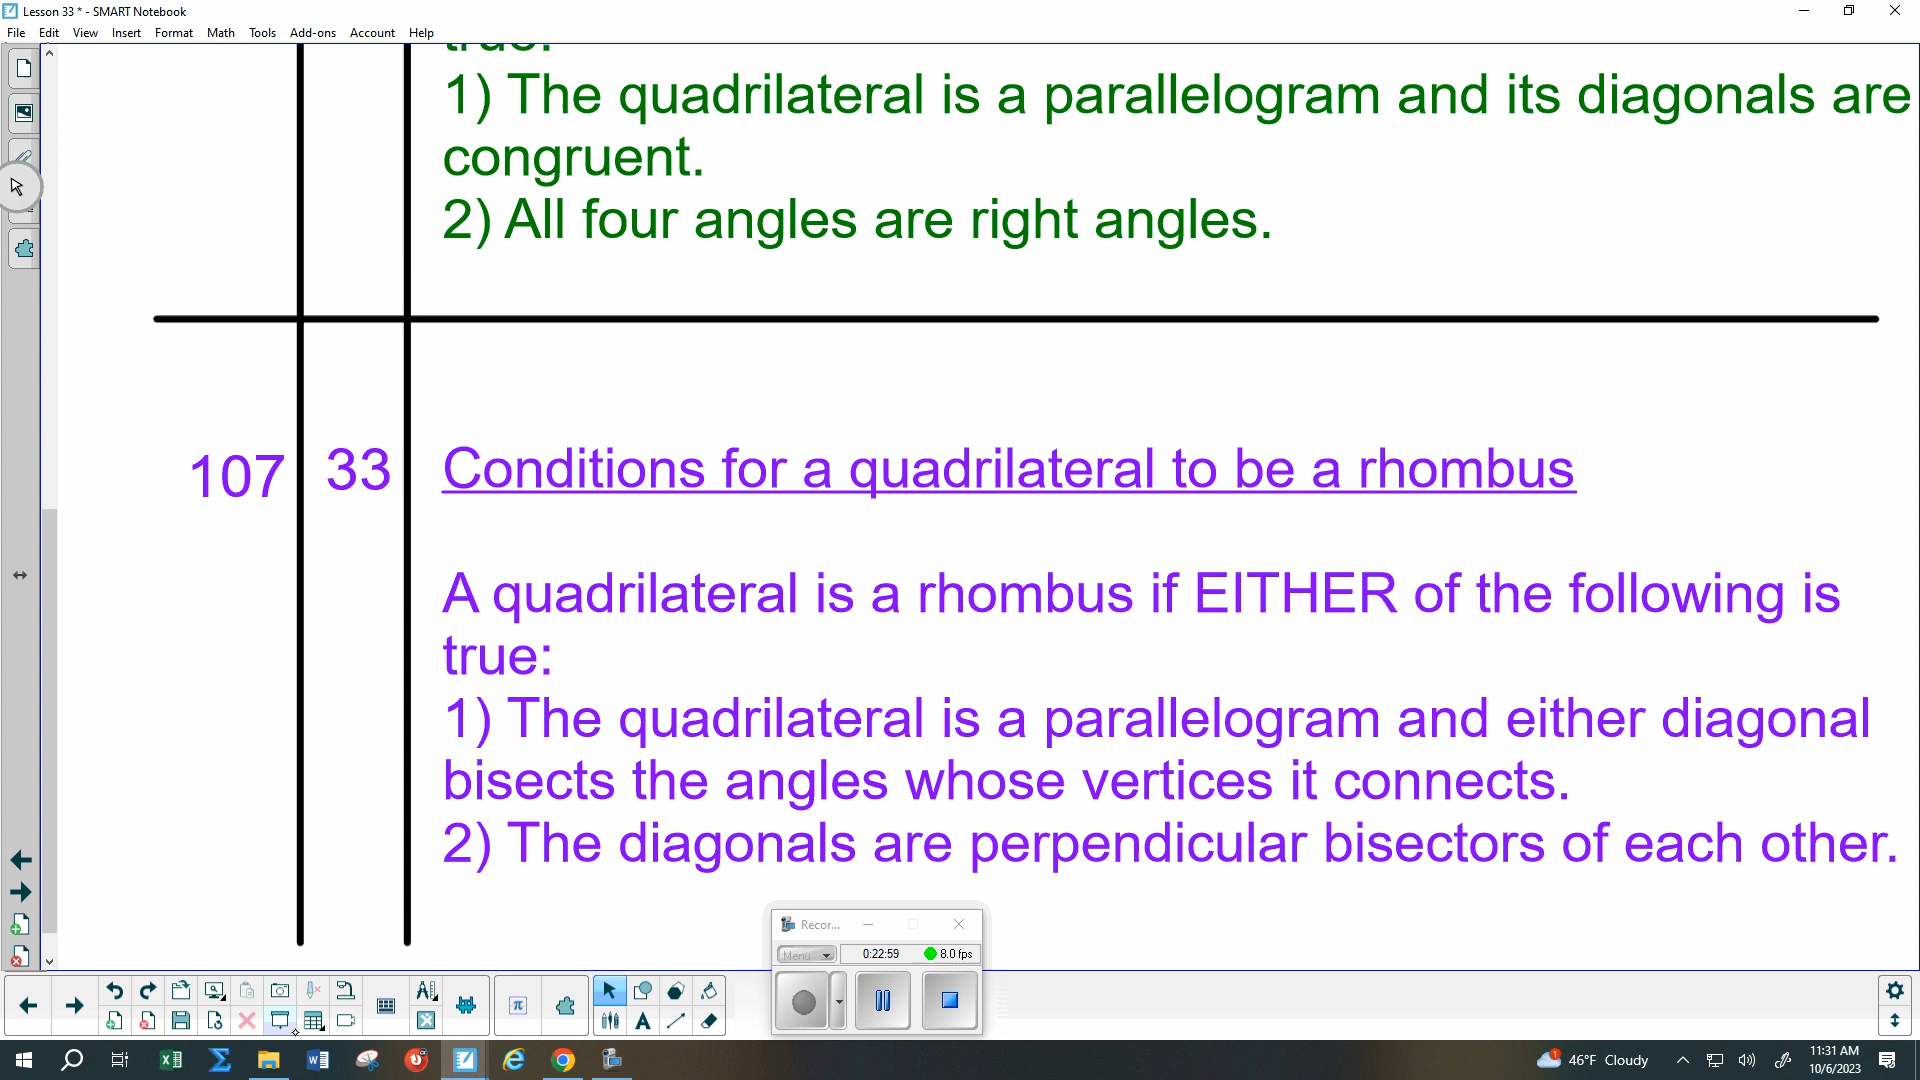 Lesson 33 * - SMART Notebook
File Edit View Insert Format Math Tools Add-ons Account Help
true:
1) The quadrilateral is a parallelogram and its diagonals are
congruent.
2) All four angles are right angles.
107 33 Conditions for a quadrilateral to be a rhombus
A quadrilateral is a rhombus if EITHER of the following is
true:
1) The quadrilateral is a parallelogram and either diagonal
bisects the angles whose vertices it connects.
2) The diagonals are perpendicular bisectors of each other.
Recor...
Menu 0:22:59 8.0 fps
46°F Cloudy
11:31 AM
10/6/2023